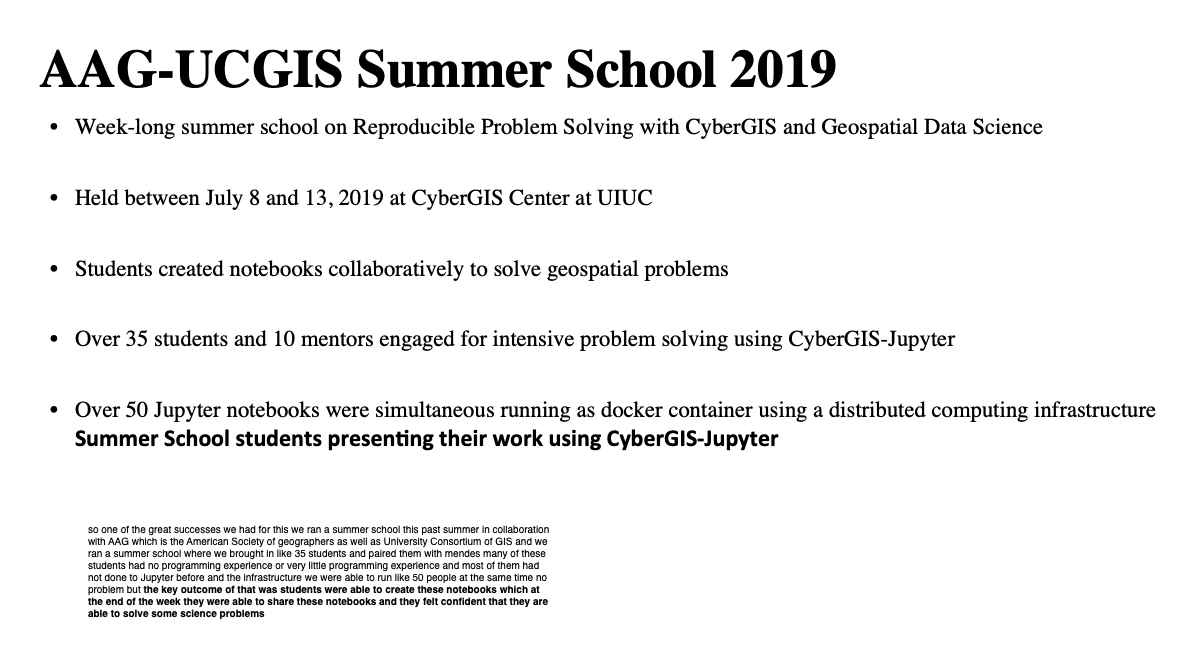 AAG-UCGIS Summer School 2019
• Week-long summer school on Reproducible Problem Solving with CyberGIS and Geospatial Data Science
• Held between July 8 and 13, 2019 at CyberGIS Center at UIUC
• Students created notebooks collaboratively to solve geospatial problems
• Over 35 students and 10 mentors engaged for intensive problem solving using CyberGIS-Jupyter
• Over 50 Jupyter notebooks were simultaneous running as docker container using a distributed computing infrastructure
Summer School students presenting their work using CyberGIS-Jupyter
so one of the great successes we had for this we ran a summer school this past summer in collaboration
with AAG which is the American Society of geographers as well as University Consortium of GIS and we
ran a summer school where we brought in like 35 students and paired them with mendes many of these
students had no programming experience or very little programming experience and most of them had
not done to Jupyter before and the infrastructure we were able to run like 50 people at the same time no
problem but the key outcome of that was students were able to create these notebooks which at
the end of the week they were able to share these notebooks and they felt confident that they are
able to solve some science problems